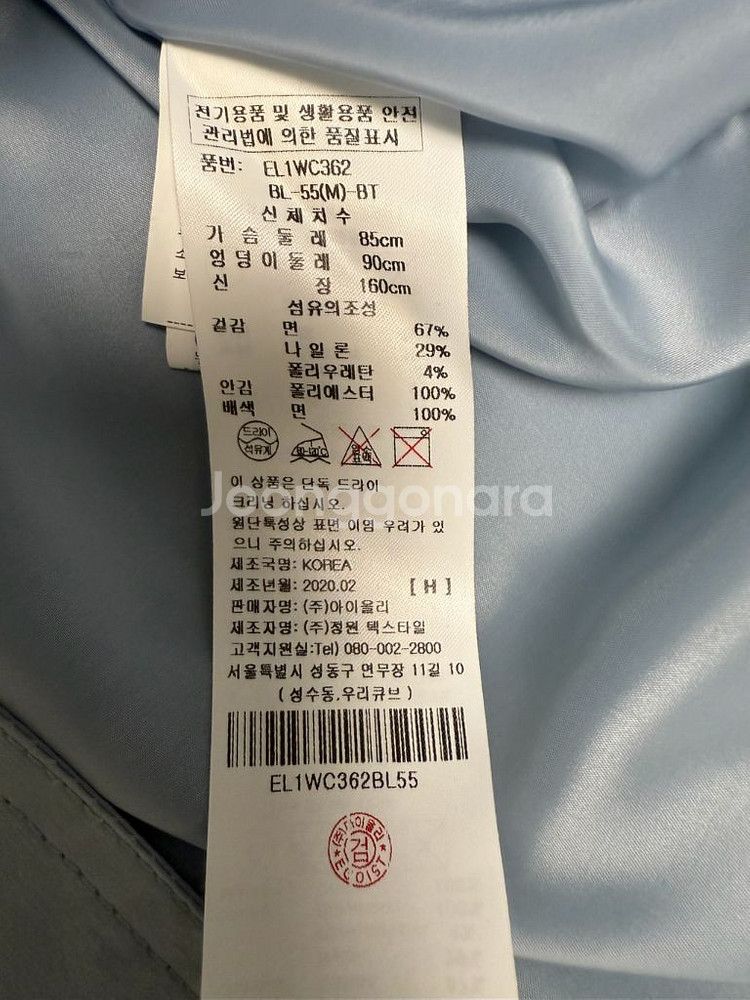 전기용품 및 생활용품 안전
관리법에 의한 품질표시
품번: EL1WC362
BL-55(M)-BT
신 체 치 수
가 슴 둘 레 85cm
엉덩이둘레 90cm
신 장 160cm
섬유의조성
겉감 면 67%
나 일 론 29%
폴리우레탄 4%
안감 폴리에스터 100%
배색 면 100%
드라이
석유계
이 상품은 단독 드라이
크리닝 하십시오.
원단특성상 표면 이염 우려가 있
으니 주의하십시오.
제조국명: KOREA
제조년월: 2020.02 [ H ]
판매자명: (주)아이올리
제조자명: (주)정원 텍스타일
고객지원실:Tel) 080-002-2800
서울특별시 성동구 연무장 11길 10
( 성수동,우리큐브 )
EL1WC362BL55
(주)아이올리
검
ECOIST
Joonggonara